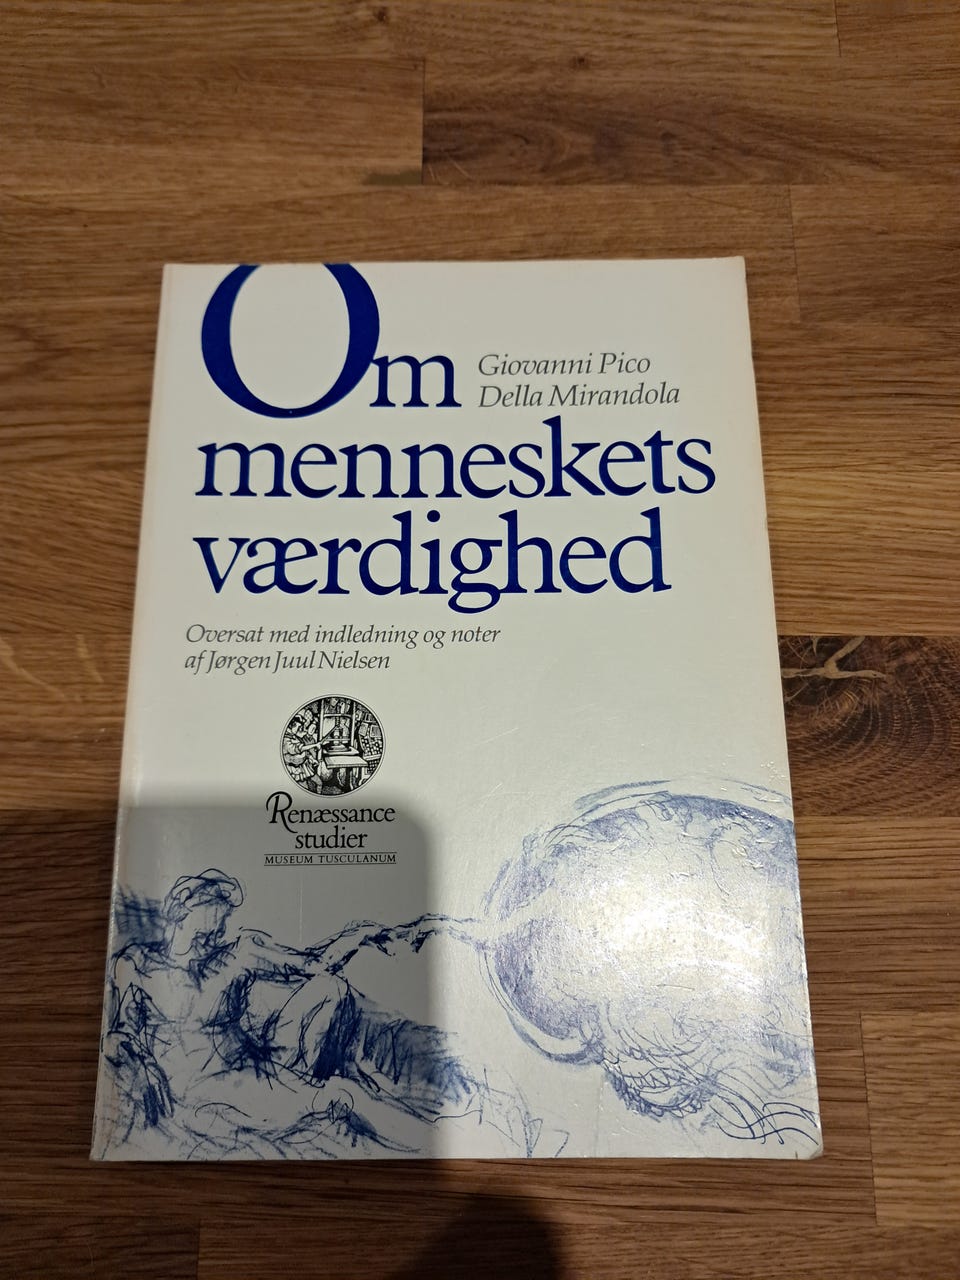 Om
Giovanni Pico
Della Mirandola
menneskets
værdighed
Oversat med indledning og noter
af Jørgen Juul Nielsen
Renæssance
studier
MUSEUM TUSCULANUM